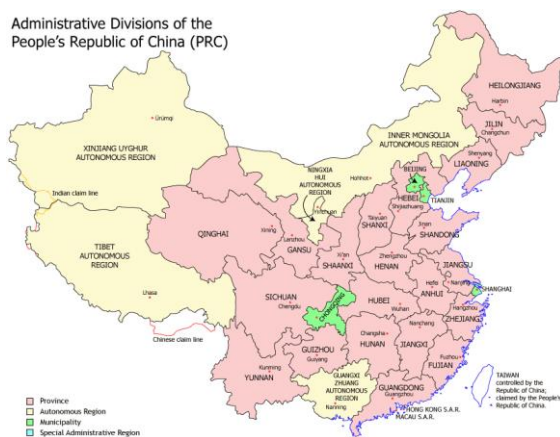 Administrative Divisions of the
People's Republic of China (PRC)
HEILONGJIANG
Harbin
JILIN
Changchun
Ürümqi
XINJIANG UYGHUR
AUTONOMOUS REGION
INNER MONGOLIA
AUTONOMOUS REGION
Shenyang
LIAONING
NINGXIA
HUI
AUTONOMOUS
REGION
Hohhot
BEIJING
Indian claim line
Yinchuan
HEBEI
TIANJIN
Shijiazhuang
Taiyuan
SHANXI
Jinan
SHANDONG
QINGHAI
Xining
Lanzhou
GANSU
TIBET
AUTONOMOUS
REGION
Xi'an
SHAANXI
Zhengzhou
HENAN
JIANGSU
Lhasa
SICHUAN
Chengdu
CHONGQING
HUBEI
Wuhan
Hefei
ANHUI
Nanjing
SHANGHAI
Hangzhou
ZHEJIANG
Chinese claim line
Changsha
HUNAN
Nanchang
JIANGXI
GUIZHOU
Guiyang
Fuzhou
FUJIAN
Kunming
YUNNAN
GUANGXI
ZHUANG
AUTONOMOUS
REGION
Nanning
GUANGDONG
Guangzhou
HONG KONG S.A.R.
MACAU S.A.R.
TAIWAN
controlled by the
Republic of China;
claimed by the People's
Republic of China.
Province
Autonomous Region
Municipality
Special Administrative Region